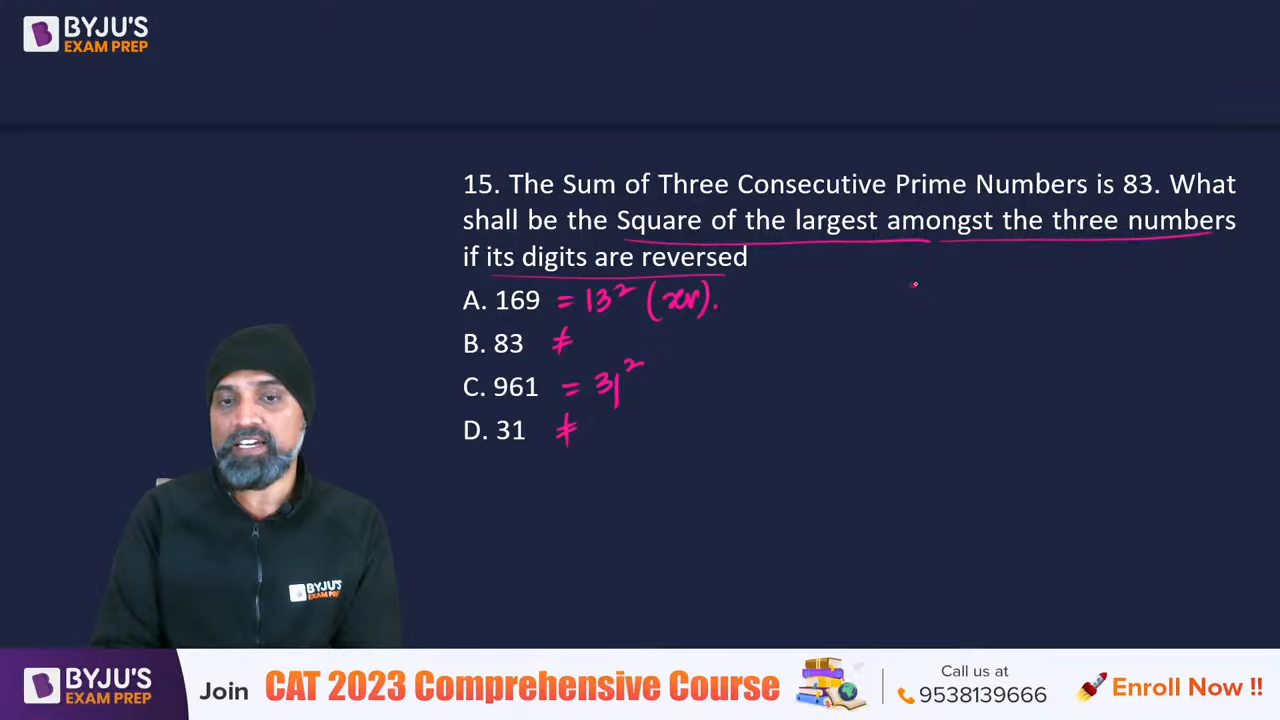 BYJU'S
EXAM PREP
15. The Sum of Three Consecutive Prime Numbers is 83. What
shall be the Square of the largest amongst the three numbers
if its digits are reversed
A. 169 = 13² (xr).
B. 83 ≠
C. 961 = 31²
D. 31 ≠
BYJU'S
EXAM PREP
BYJU'S
EXAM PREP
Join
CAT 2023 Comprehensive Course
Call us at
9538139666
Enroll Now !!